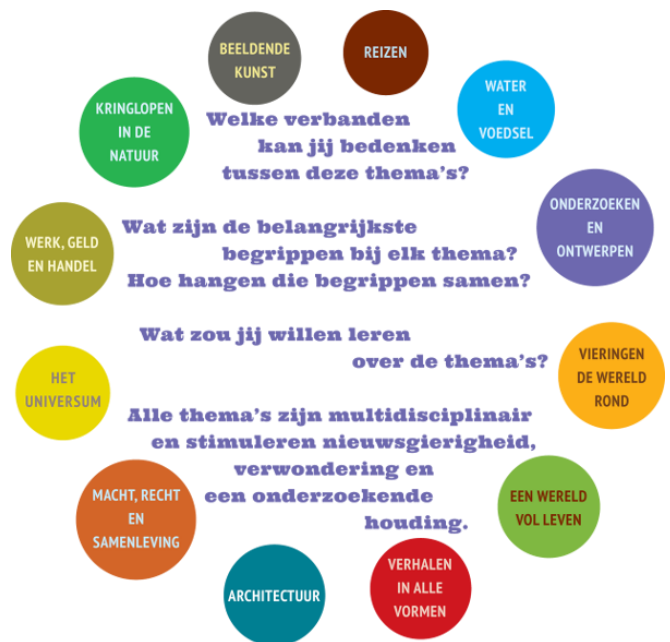 BEELDENDE
KUNST
REIZEN
WATER
EN
VOEDSEL
KRINGLOPEN
IN DE
NATUUR
Welke verbanden
kan jij bedenken
tussen deze thema's?
ONDERZOEKEN
EN
ONTWERPEN
WERK, GELD
EN HANDEL
Wat zijn de belangrijkste
begrippen bij elk thema?
Hoe hangen die begrippen samen?
Wat zou jij willen leren
over de thema's?
VIERINGEN
DE WERELD
ROND
HET
UNIVERSUM
Alle thema's zijn multidisciplinair
en stimuleren nieuwsgierigheid,
verwondering en
een onderzoekende
houding.
MACHT, RECHT
EN
SAMENLEVING
EEN WERELD
VOL LEVEN
ARCHITECTUUR
VERHALEN
IN ALLE
VORMEN